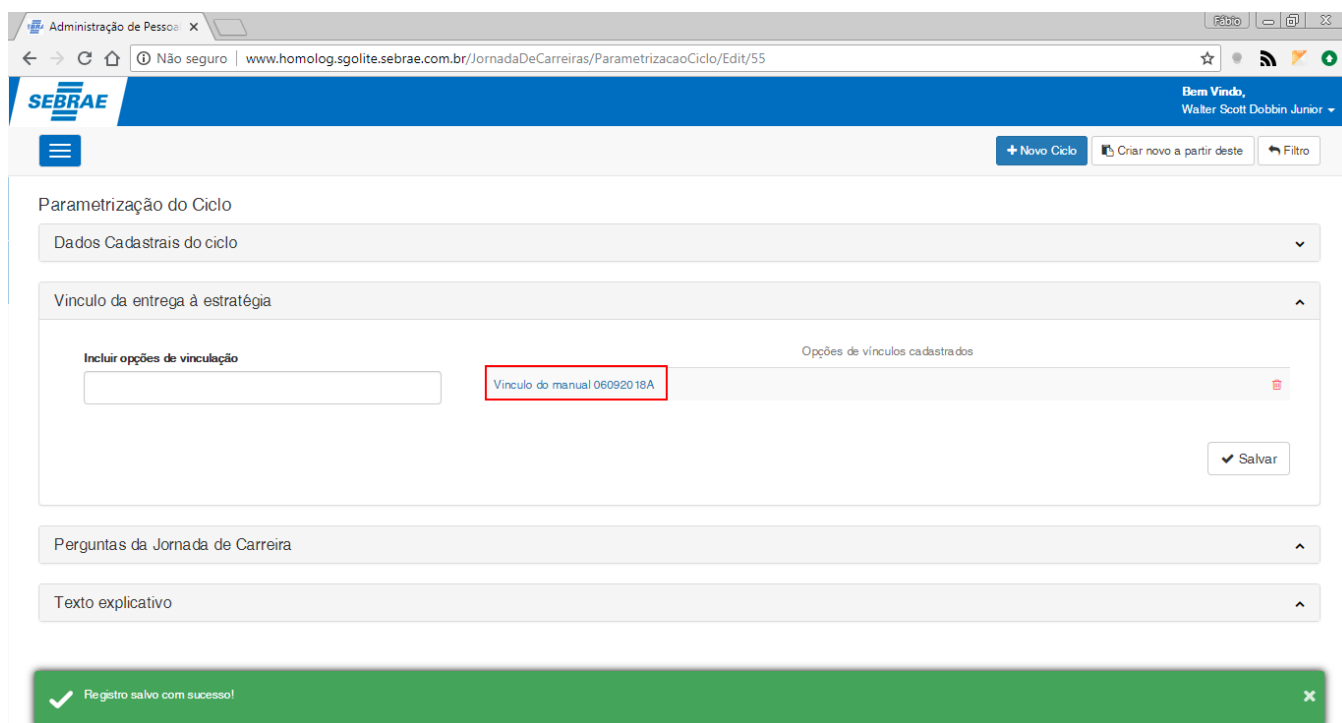 Administração de Pessoa
Fábio
Não seguro | www.homolog.sgolite.sebrae.com.br/JornadaDeCarreiras/ParametrizacaoCiclo/Edit/55
SEBRAE
Bem Vindo,
Walter Scott Dobbin Junior
+ Novo Ciclo
Criar novo a partir deste
Filtro
Parametrização do Ciclo
Dados Cadastrais do ciclo
Vinculo da entrega à estratégia
Incluir opções de vinculação
Opções de vínculos cadastrados
Vinculo do manual 06092018A
Salvar
Perguntas da Jornada de Carreira
Texto explicativo
Registro salvo com sucesso!